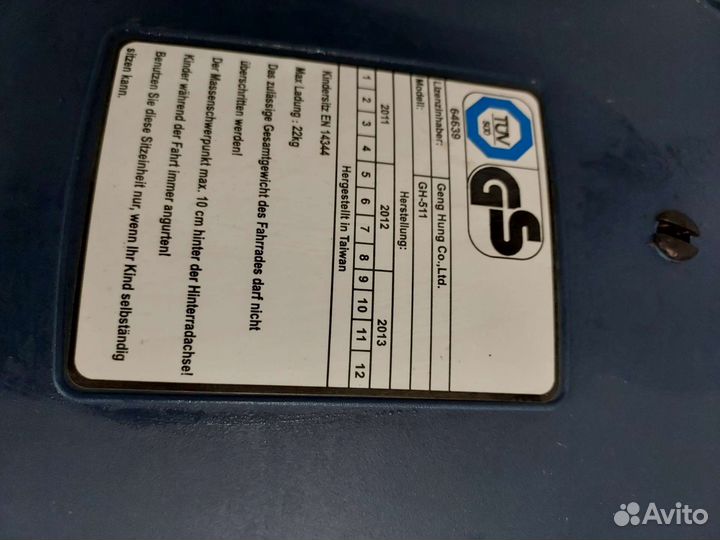 TÜV
SÜD
GS
64639
Lizenzinhaber: Geng Hung Co.,Ltd.
Modell: GH-511
Herstellung:
2011 2012 2013
1 2 3 4 5 6 7 8 9 10 11 12
Hergestellt in Taiwan
Kindersitz EN 14344
Max Ladung : 22kg
Das zulässige Gesamtgewicht des Fahrrades darf nicht
überschritten werden!
Der Massenschwerpunkt max. 10 cm hinter der Hinterradachse!
Kinder während der Fahrt immer angurten!
Benutzen Sie diese Sitzeinheit nur, wenn Ihr Kind selbständig
sitzen kann.
Avito